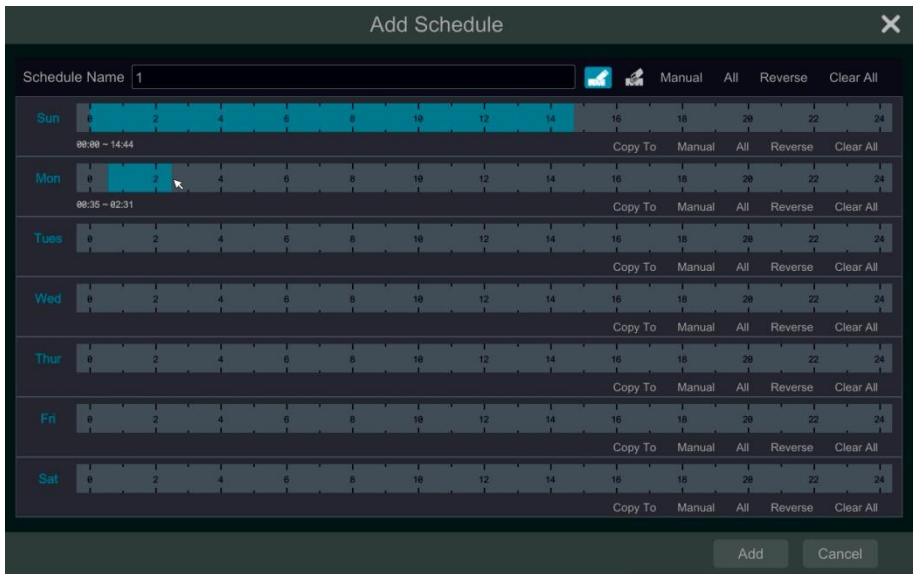 Add Schedule
Schedule Name 1 Manual All Reverse Clear All
Sun 0 2 4 6 8 10 12 14 16 18 20 22 24
00:00 ~ 14:44 Copy To Manual All Reverse Clear All
Mon 0 2 4 6 8 10 12 14 16 18 20 22 24
00:35 ~ 02:31 Copy To Manual All Reverse Clear All
Tues 0 2 4 6 8 10 12 14 16 18 20 22 24
Copy To Manual All Reverse Clear All
Wed 0 2 4 6 8 10 12 14 16 18 20 22 24
Copy To Manual All Reverse Clear All
Thur 0 2 4 6 8 10 12 14 16 18 20 22 24
Copy To Manual All Reverse Clear All
Fri 0 2 4 6 8 10 12 14 16 18 20 22 24
Copy To Manual All Reverse Clear All
Sat 0 2 4 6 8 10 12 14 16 18 20 22 24
Copy To Manual All Reverse Clear All
Add Cancel